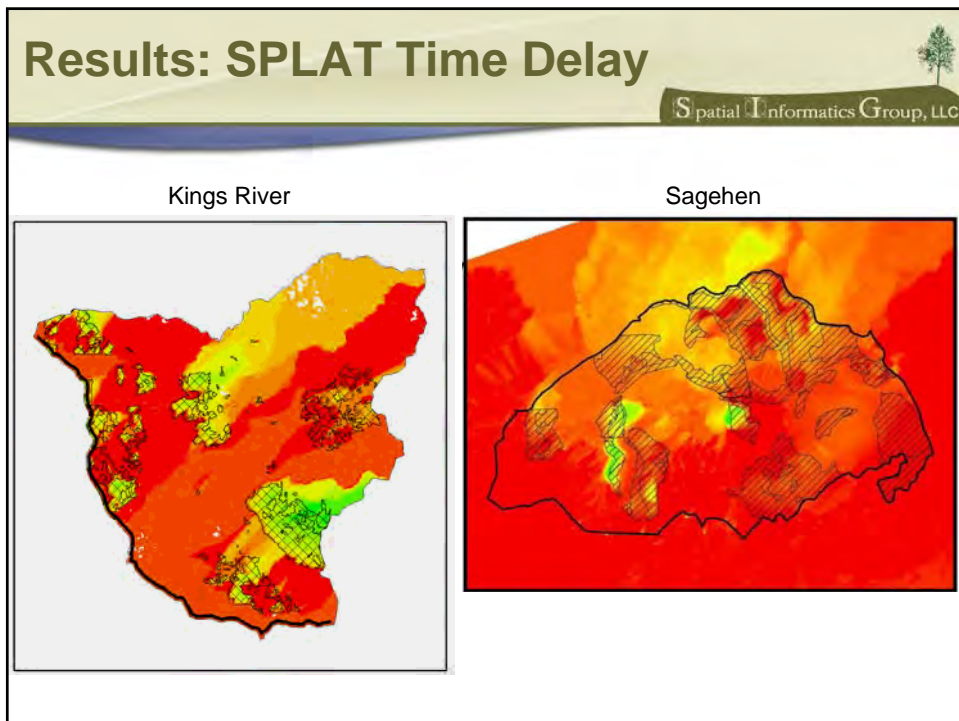 Results: SPLAT Time Delay
Spatial Informatics Group, LLC
Kings River
Sagehen